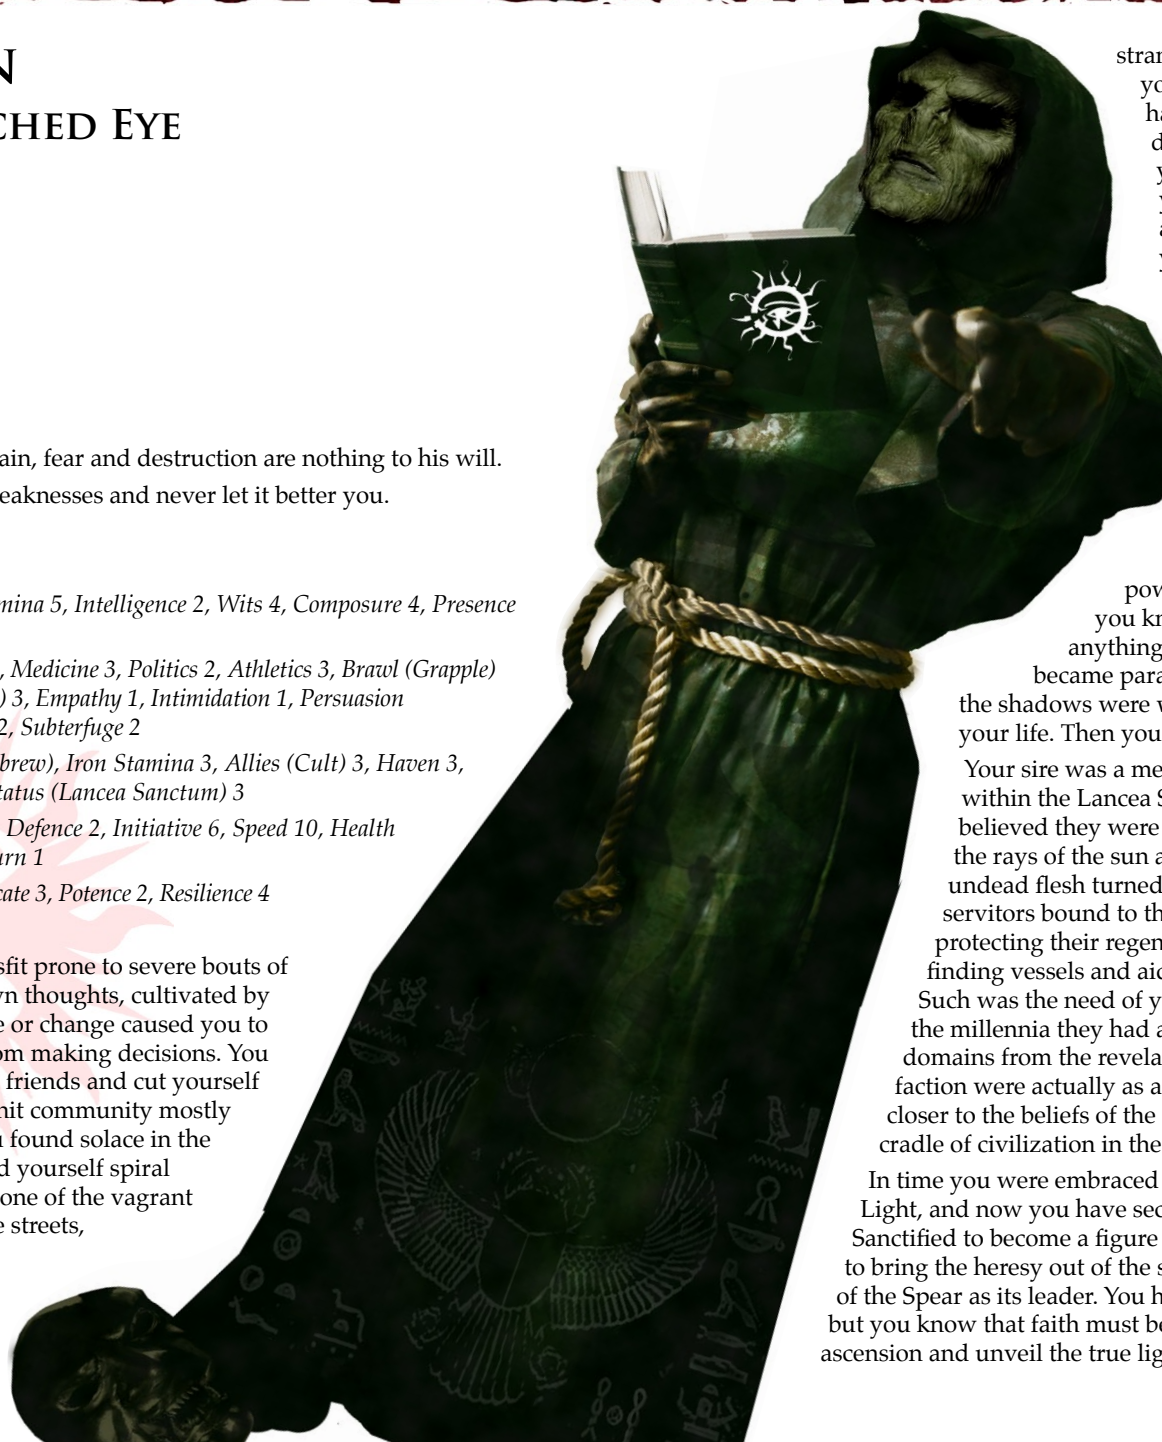 N
CHED EYE
ain, fear and destruction are nothing to his will.
eaknesses and never let it better you.
mina 5, Intelligence 2, Wits 4, Composure 4, Presence
, Medicine 3, Politics 2, Athletics 3, Brawl (Grapple)
) 3, Empathy 1, Intimidation 1, Persuasion
2, Subterfuge 2
brew), Iron Stamina 3, Allies (Cult) 3, Haven 3,
tatus (Lancea Sanctum) 3
Defence 2, Initiative 6, Speed 10, Health
urn 1
cate 3, Potence 2, Resilience 4
sfit prone to severe bouts of
vn thoughts, cultivated by
e or change caused you to
om making decisions. You
friends and cut yourself
nit community mostly
u found solace in the
d yourself spiral
one of the vagrant
e streets,
stran
yo
ha
d
y
y
a
y
pow
you kn
anything
became para
the shadows were w
your life. Then you
Your sire was a me
within the Lancea S
believed they were
the rays of the sun a
undead flesh turned
servitors bound to th
protecting their regen
finding vessels and aid
Such was the need of y
the millennia they had a
domains from the revela
faction were actually as a
closer to the beliefs of the
cradle of civilization in the
In time you were embraced
Light, and now you have sec
Sanctified to become a figure
to bring the heresy out of the s
of the Spear as its leader. You h
but you know that faith must be
ascension and unveil the true lig